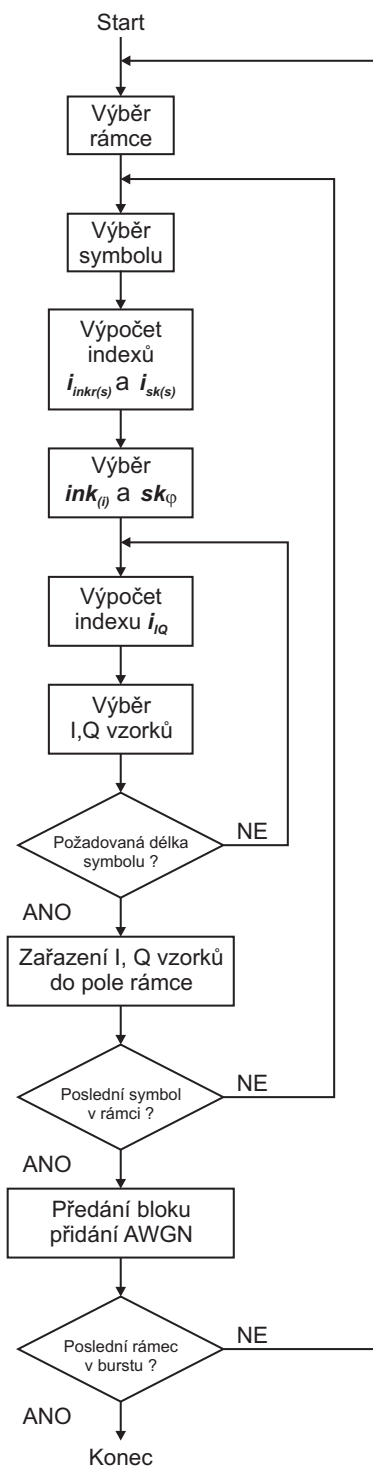 Start
Výběr
rámce
Výběr
symbolu
Výpočet
indexů
i_inkr(s) a i_sk(s)
Výběr
ink_(i) a skφ
Výpočet
indexu i_IQ
Výběr
I,Q vzorků
Požadovaná délka
symbolu ?
NE
ANO
Zařazení I, Q vzorků
do pole rámce
Poslední symbol
v rámci ?
NE
ANO
Předání bloku
přidání AWGN
Poslední rámec
v burstu ?
NE
ANO
Konec